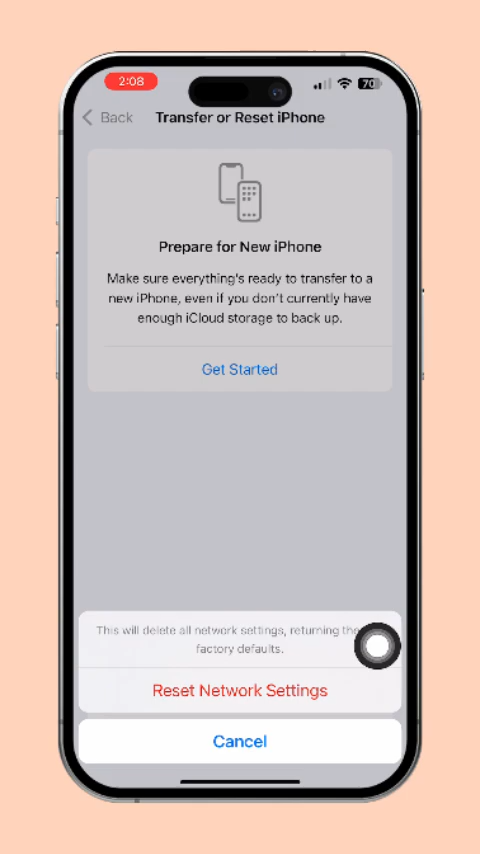 2:08
70
Back
Transfer or Reset iPhone
Prepare for New iPhone
Make sure everything's ready to transfer to a
new iPhone, even if you don't currently have
enough iCloud storage to back up.
Get Started
This will delete all network settings, returning
factory defaults.
Reset Network Settings
Cancel